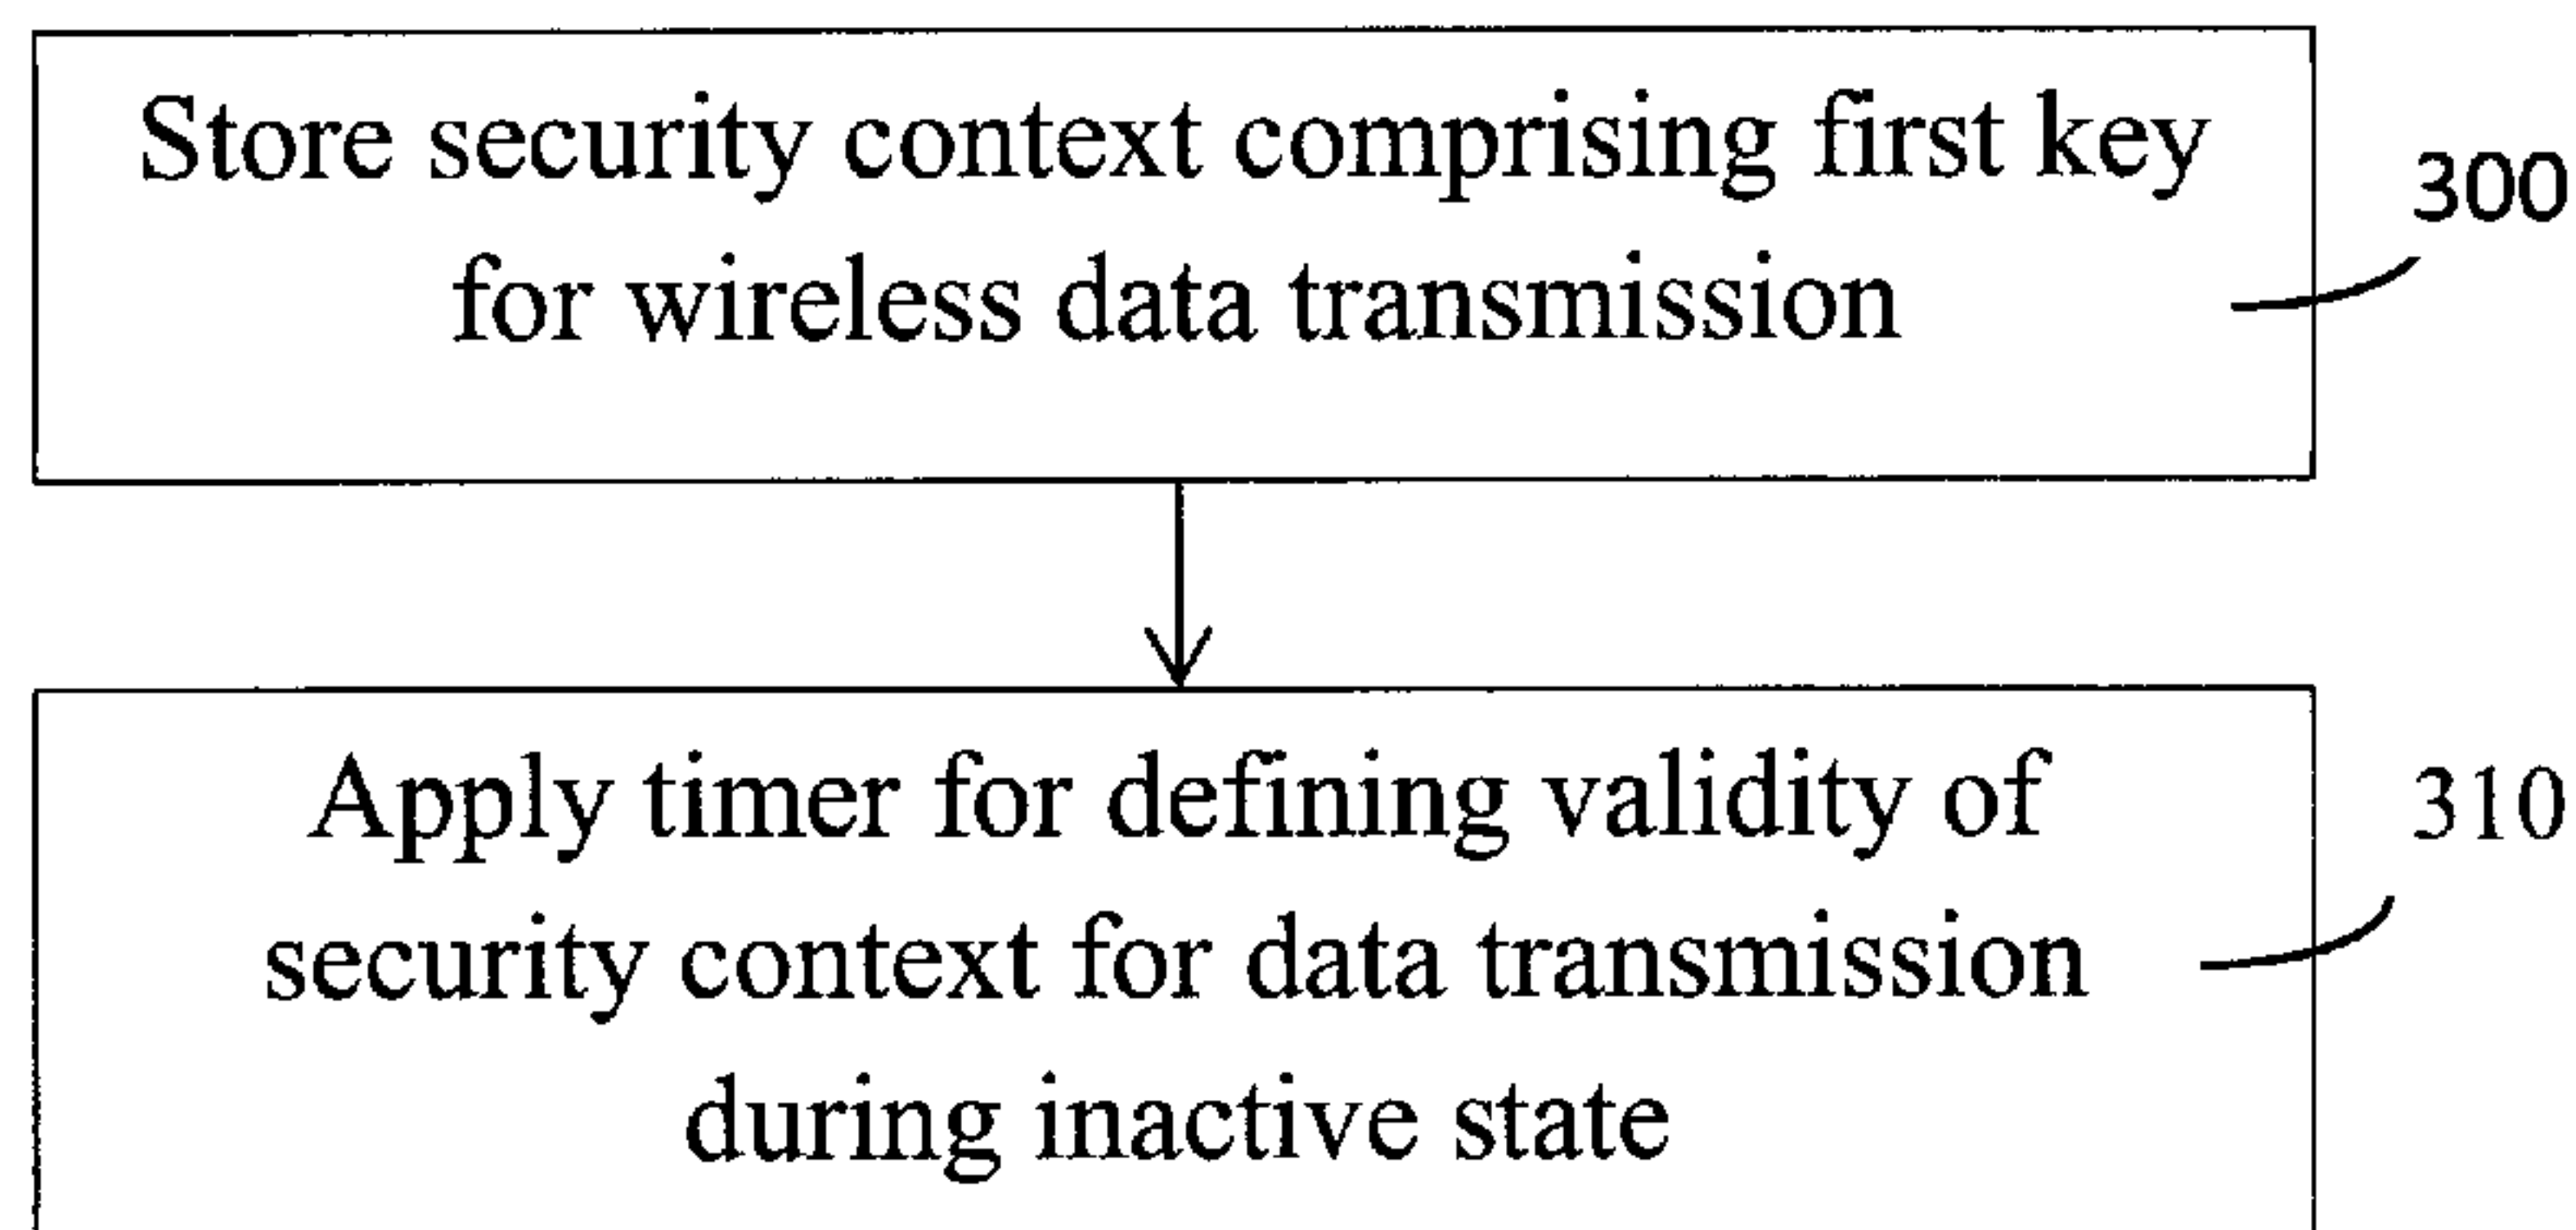 Store security context comprising first key
for wireless data transmission
300
Apply timer for defining validity of
security context for data transmission
during inactive state
310